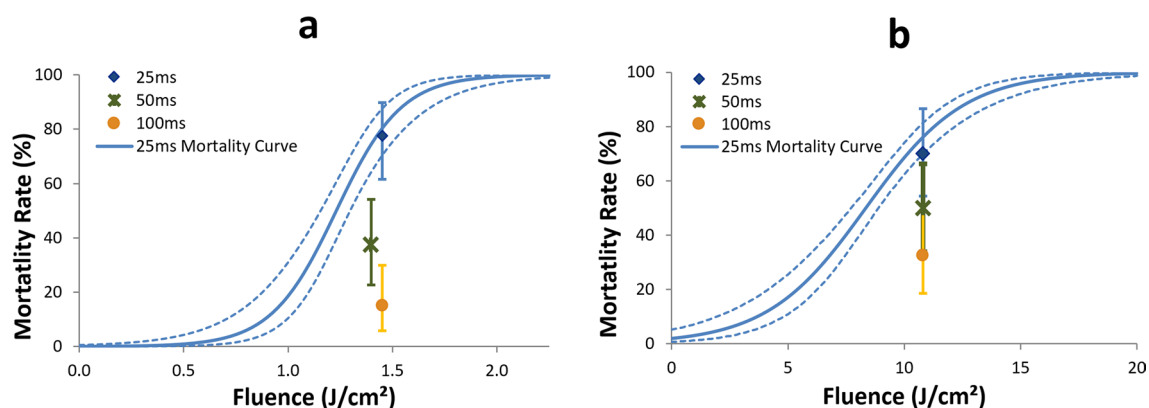 a
100
80
60
40
20
0
Mortatlity Rate (%)
25ms
50ms
100ms
25ms Mortality Curve
0.0 0.5 1.0 1.5 2.0
Fluence (J/cm²)
b
100
80
60
40
20
0
Mortatlity Rate (%)
25ms
50ms
100ms
25ms Mortality Curve
0 5 10 15 20
Fluence (J/cm²)